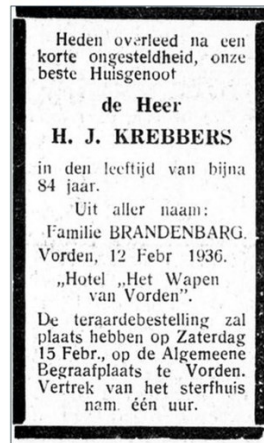 Heden overleed na een
korte ongesteldheid, onze
beste Huisgenoot
de Heer
H. J. KREBBERS
in den leeftijd van bijna
84 jaar.
Uit aller naam:
Familie BRANDENBARG.
Vorden, 12 Febr 1936.
„Hotel „Het Wapen
van Vorden”.
De teraardebestelling zal
plaats hebben op Zaterdag
15 Febr., op de Algemeene
Begraafplaats te Vorden.
Vertrek van het sterfhuis
nam. één uur.